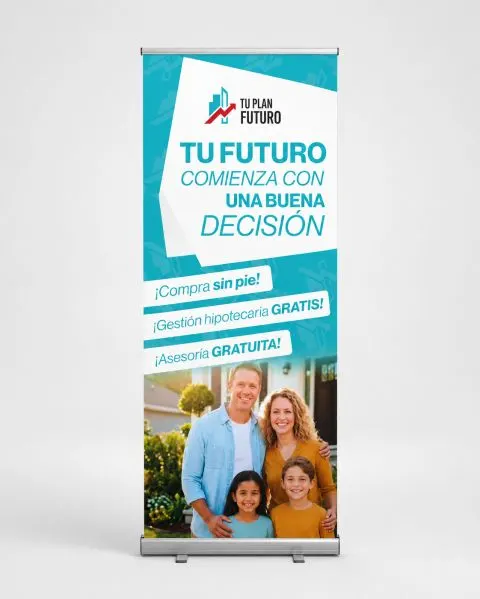 TU PLAN
FUTURO
TU FUTURO
COMIENZA CON
UNA BUENA
DECISIÓN
¡Compra sin pie!
¡Gestión hipotecaria GRATIS!
¡Asesoría GRATUITA!